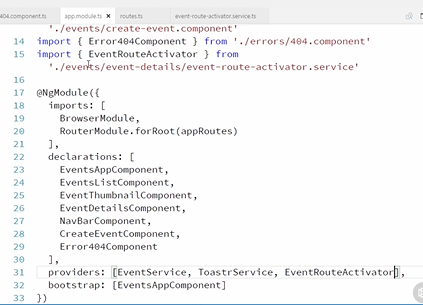 404.component.ts app.module.ts routes.ts event-route-activator.service.ts
'./events/create-event.component'
14 import { Error404Component } from './errors/404.component'
15 import { EventRouteActivator } from
'./events/event-details/event-route-activator.service'
16
17 @NgModule({
18 imports: [
19 BrowserModule,
20 RouterModule.forRoot(appRoutes)
21 ],
22 declarations: [
23 EventsAppComponent,
24 EventsListComponent,
25 EventThumbnailComponent,
26 EventDetailsComponent,
27 NavBarComponent,
28 CreateEventComponent,
29 Error404Component
30 ],
31 providers: [EventService, ToastrService, EventRouteActivator],
32 bootstrap: [EventsAppComponent]
33 })